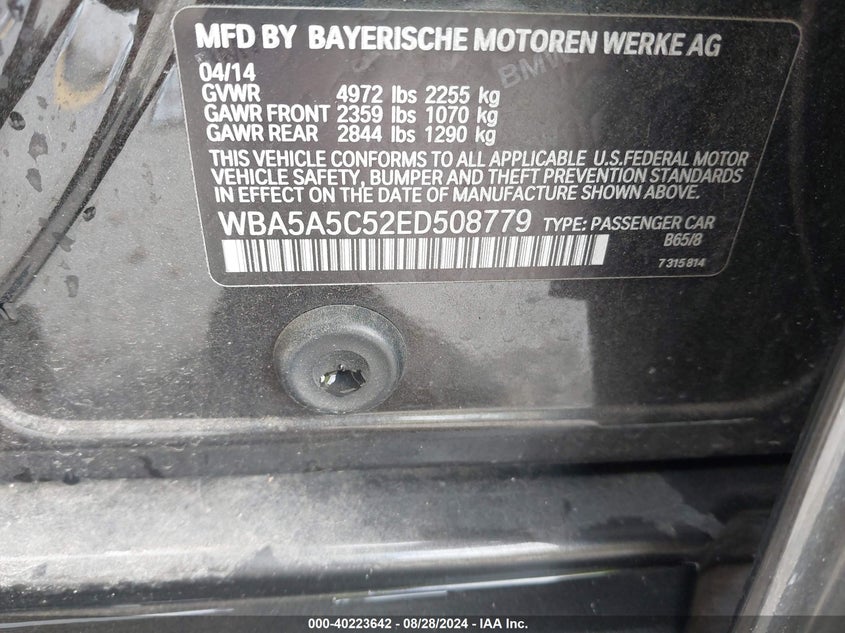 MFD BY BAYERISCHE MOTOREN WERKE AG
BMW
04/14
GVWR 4972 lbs 2255 kg
GAWR FRONT 2359 lbs 1070 kg
GAWR REAR 2844 lbs 1290 kg
THIS VEHICLE CONFORMS TO ALL APPLICABLE U.S.FEDERAL MOTOR
VEHICLE SAFETY, BUMPER AND THEFT PREVENTION STANDARDS
IN EFFECT ON THE DATE OF MANUFACTURE SHOWN ABOVE.
WBA5A5C52ED508779 TYPE: PASSENGER CAR
B65/8
7 315 814
000-40223642 - 08/28/2024 - IAA Inc.